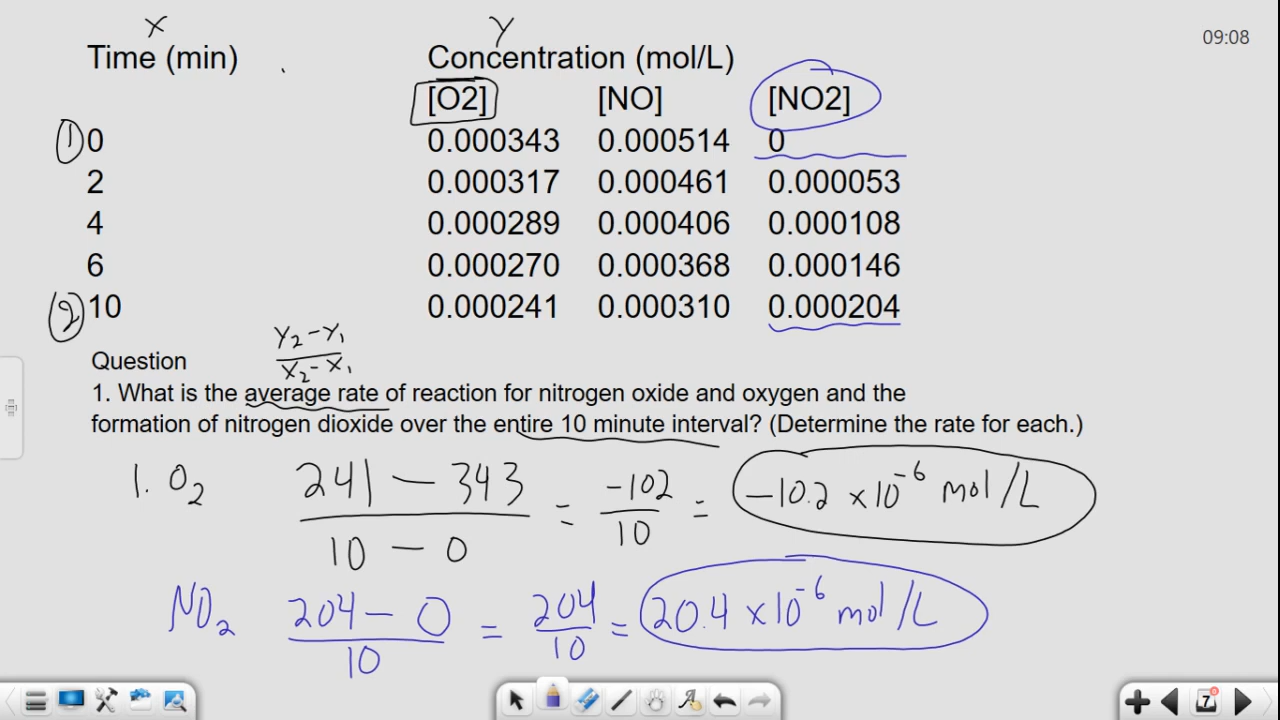 x y
09:08
Time (min) Concentration (mol/L)
[O2] [NO] [NO2]
① 0 0.000343 0.000514 0
2 0.000317 0.000461 0.000053
4 0.000289 0.000406 0.000108
6 0.000270 0.000368 0.000146
② 10 0.000241 0.000310 0.000204
Y₂-Y₁
X₂-X₁
Question
1. What is the average rate of reaction for nitrogen oxide and oxygen and the
formation of nitrogen dioxide over the entire 10 minute interval? (Determine the rate for each.)
1. O₂ 241 — 343 / 10 — 0 = -102 / 10 = -10.2 x10⁻⁶ mol/L
NO₂ 204 - 0 / 10 = 204 / 10 = 20.4 x10⁻⁶ mol/L
7